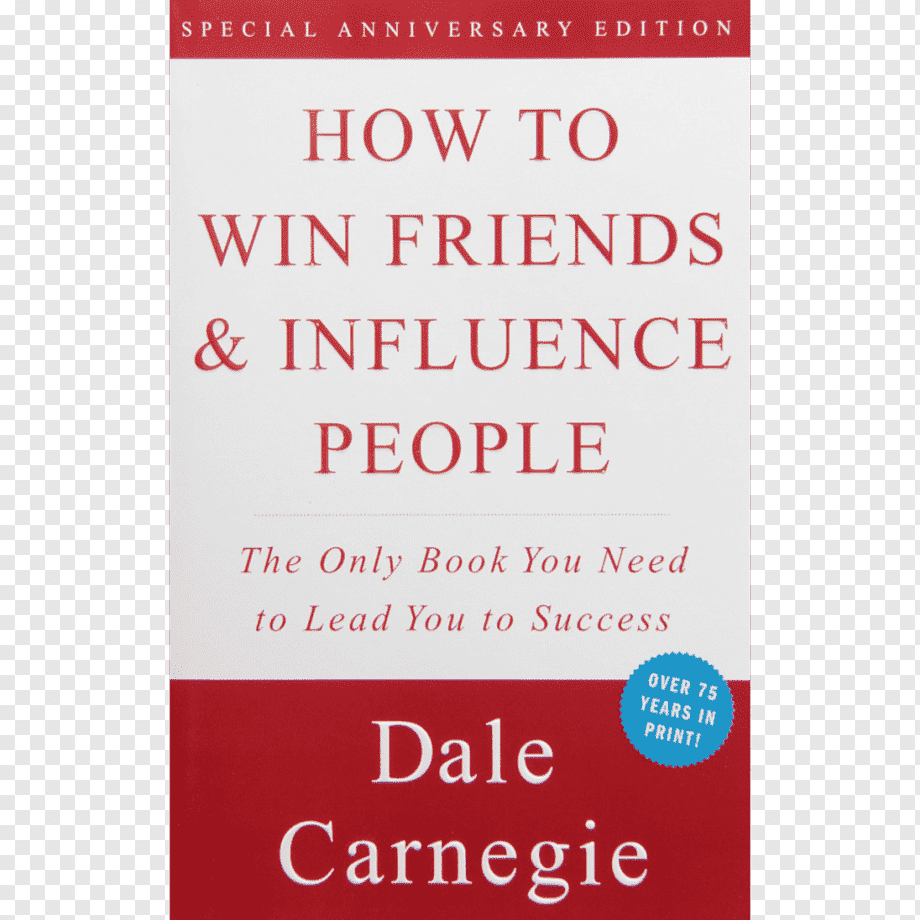 SPECIAL ANNIVERSARY EDITION
HOW TO
WIN FRIENDS
& INFLUENCE
PEOPLE
The Only Book You Need
to Lead You to Success
OVER 75
YEARS IN
PRINT!
Dale
Carnegie